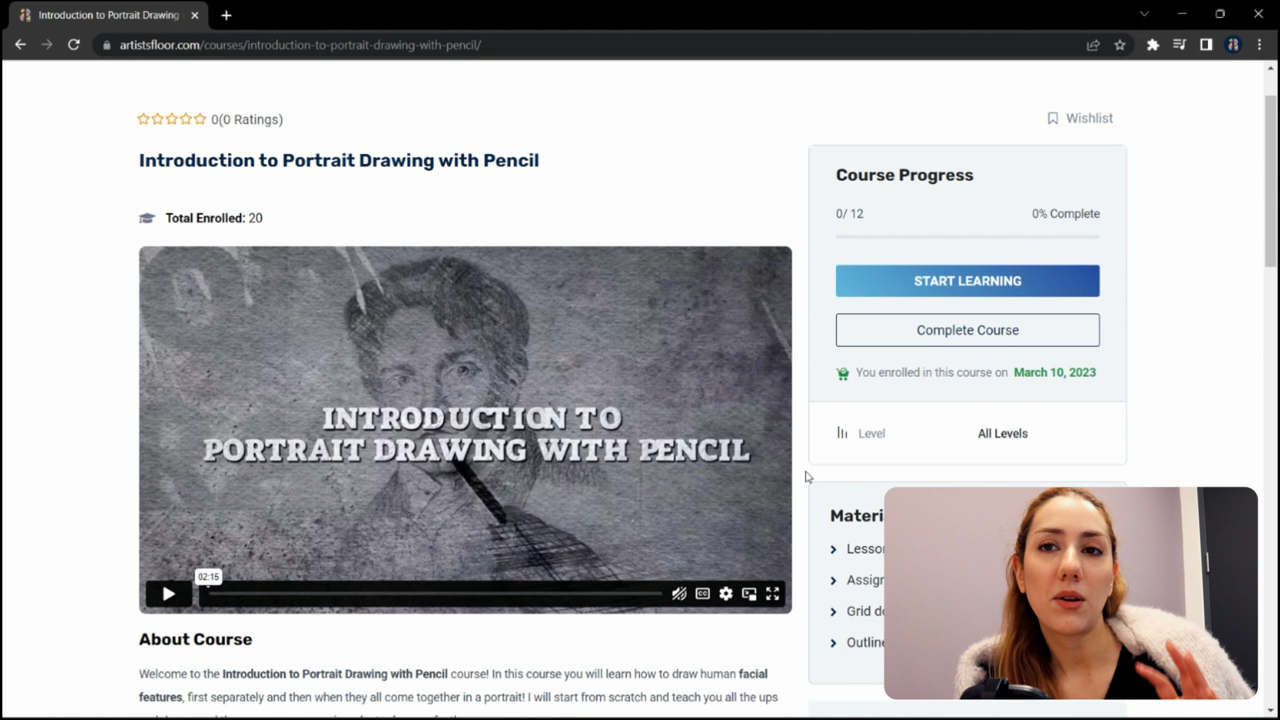 Introduction to Portrait Drawing
artistsfloor.com/courses/introduction-to-portrait-drawing-with-pencil/
0(0 Ratings)
Wishlist
Introduction to Portrait Drawing with Pencil
Total Enrolled: 20
INTRODUCTION TO
PORTRAIT DRAWING WITH PENCIL
02:15
CC
About Course
Welcome to the Introduction to Portrait Drawing with Pencil course! In this course you will learn how to draw human facial
features, first separately and then when they all come together in a portrait! I will start from scratch and teach you all the ups
Course Progress
0/ 12
0% Complete
START LEARNING
Complete Course
You enrolled in this course on March 10, 2023
Level
All Levels
Materi
Lesso
Assig
Grid d
Outlin